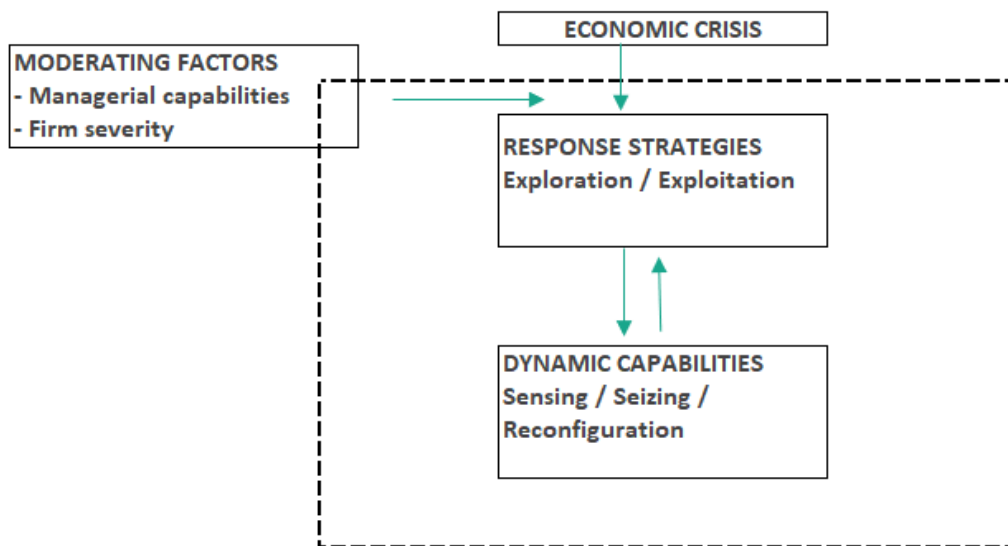 ECONOMIC CRISIS
MODERATING FACTORS
- Managerial capabilities
- Firm severity
RESPONSE STRATEGIES
Exploration / Exploitation
DYNAMIC CAPABILITIES
Sensing / Seizing /
Reconfiguration